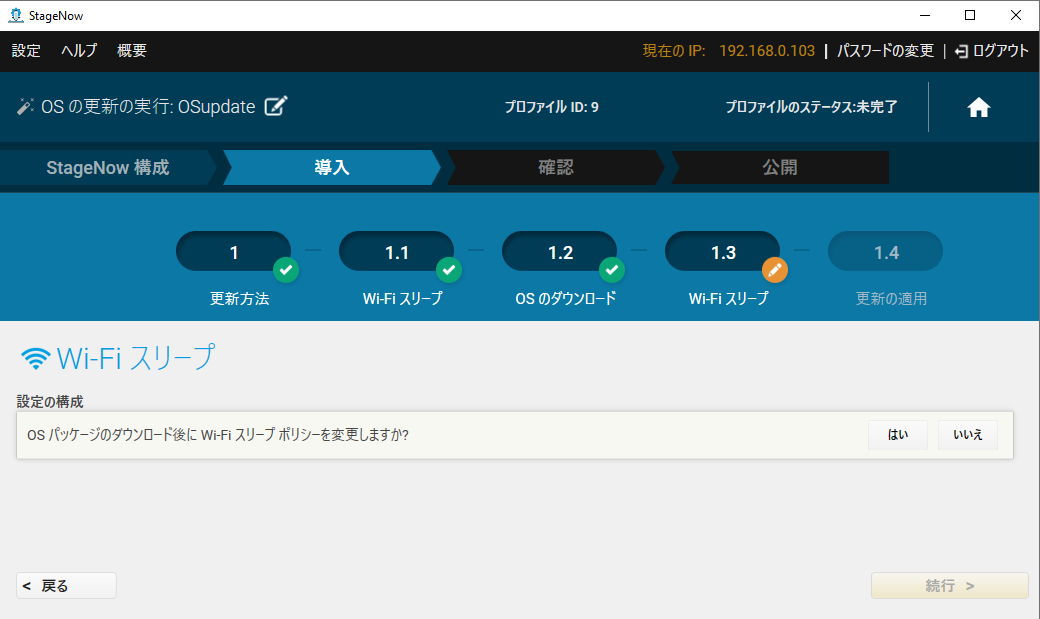 StageNow
設定 ヘルプ 概要 現在の IP: 192.168.0.103 | パスワードの変更 | ログアウト
OS の更新の実行: OSupdate プロファイル ID: 9 プロファイルのステータス:未完了
StageNow 構成 導入 確認 公開
1 1.1 1.2 1.3 1.4
更新方法 Wi-Fi スリープ OS のダウンロード Wi-Fi スリープ 更新の適用
Wi-Fi スリープ
設定の構成
OS パッケージのダウンロード後に Wi-Fi スリープ ポリシーを変更しますか? はい いいえ
< 戻る 続行 >